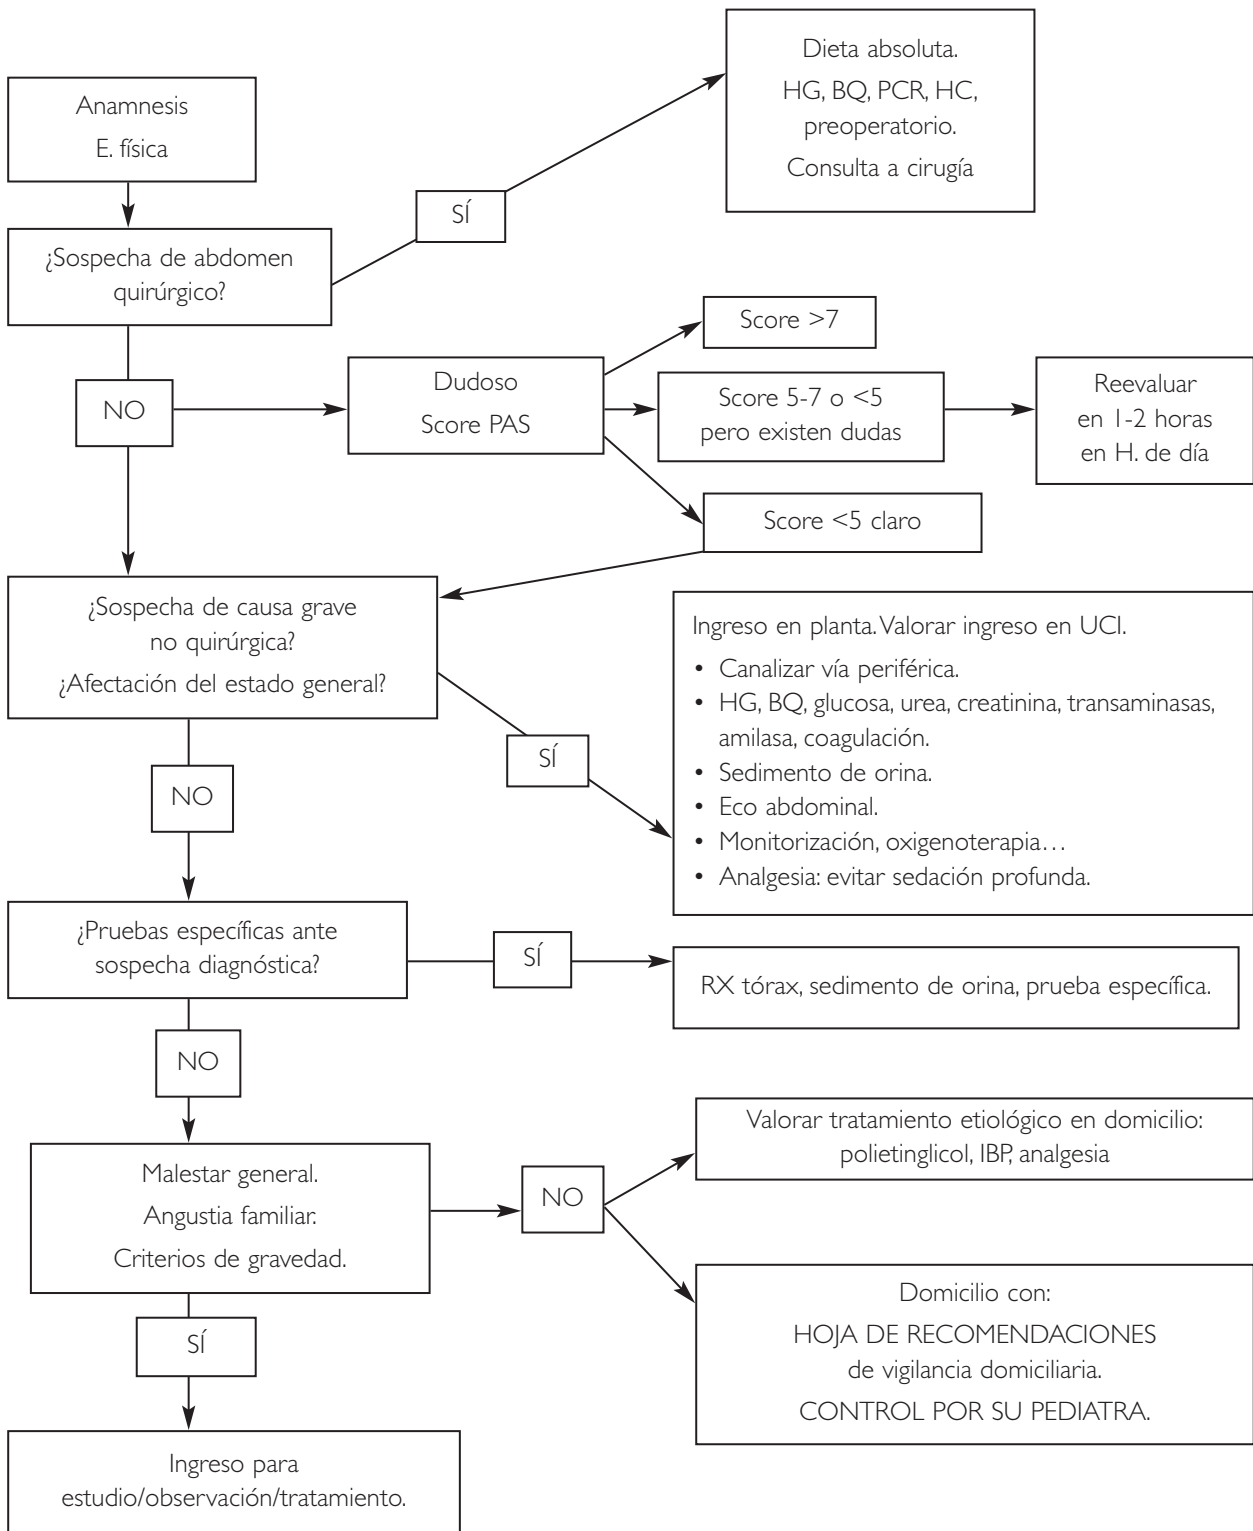 Anamnesis
E. física
Dieta absoluta.
HG, BQ, PCR, HC,
preoperatorio.
Consulta a cirugía
SÍ
¿Sospecha de abdomen
quirúrgico?
NO
Dudoso
Score PAS
Score >7
Score 5-7 o <5
pero existen dudas
Reevaluar
en 1-2 horas
en H. de día
Score <5 claro
¿Sospecha de causa grave
no quirúrgica?
¿Afectación del estado general?
SÍ
Ingreso en planta. Valorar ingreso en UCI.
• Canalizar vía periférica.
• HG, BQ, glucosa, urea, creatinina, transaminasas,
amilasa, coagulación.
• Sedimento de orina.
• Eco abdominal.
• Monitorización, oxigenoterapia…
• Analgesia: evitar sedación profunda.
NO
¿Pruebas específicas ante
sospecha diagnóstica?
SÍ
RX tórax, sedimento de orina, prueba específica.
NO
Malestar general.
Angustia familiar.
Criterios de gravedad.
NO
Valorar tratamiento etiológico en domicilio:
polietinglicol, IBP, analgesia
Domicilio con:
HOJA DE RECOMENDACIONES
de vigilancia domiciliaria.
CONTROL POR SU PEDIATRA.
SÍ
Ingreso para
estudio/observación/tratamiento.